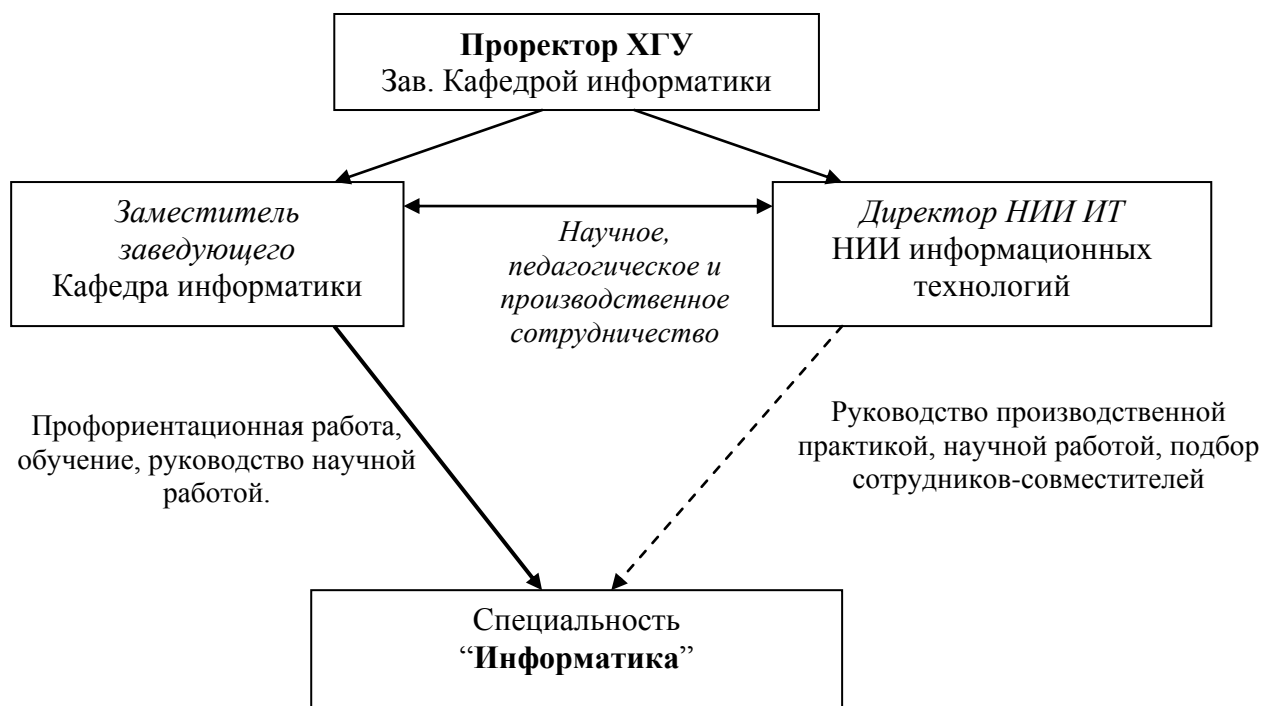 Проректор ХГУ
Зав. Кафедрой информатики
Заместитель
заведующего
Кафедра информатики
Научное,
педагогическое и
производственное
сотрудничество
Директор НИИ ИТ
НИИ информационных
технологий
Профориентационная работа,
обучение, руководство научной
работой.
Руководство производственной
практикой, научной работой, подбор
сотрудников-совместителей
Специальность
“Информатика”